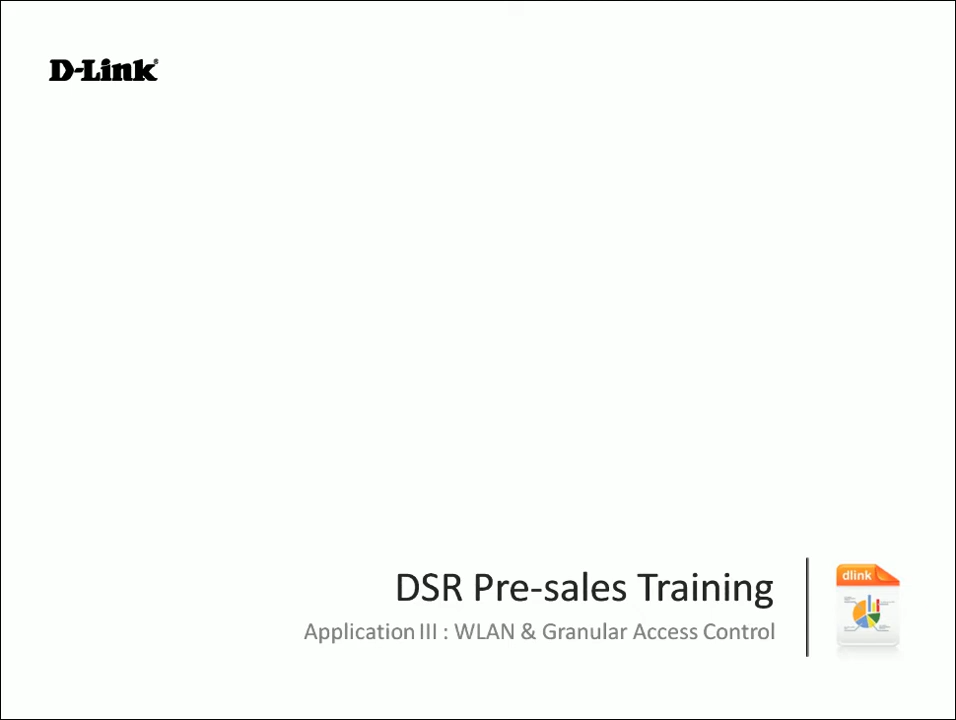 D-Link®
DSR Pre-sales Training
Application III : WLAN & Granular Access Control
dlink